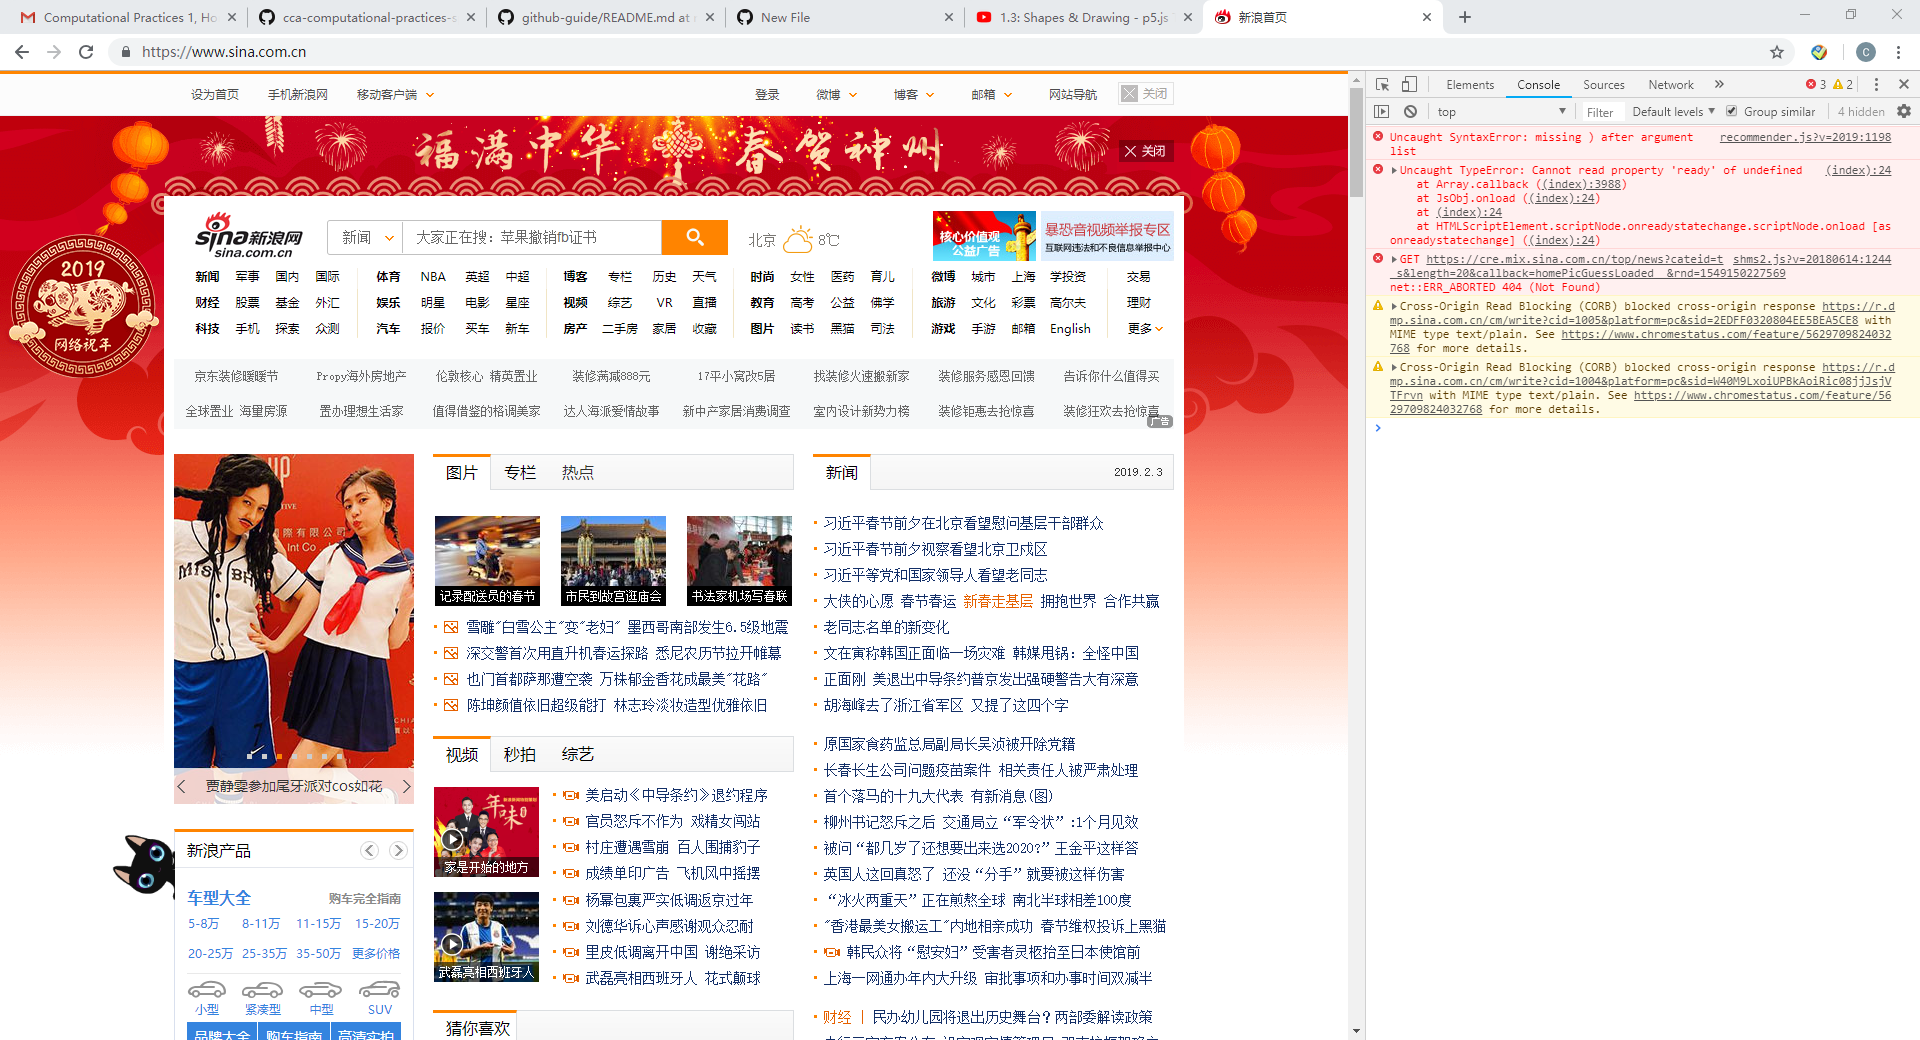 Computational Practices 1, Ho
cca-computational-practices-s
github-guide/README.md at
New File
1.3: Shapes & Drawing - p5.js
新浪首页
https://www.sina.com.cn
设为首页 手机新浪网 移动客户端
登录 微博 博客 邮箱 网站导航 关闭
福满中华 春贺神州
关闭
2019
网络祝年
sina新浪网
sina.com.cn
新闻 大家正在搜：苹果撤销fb证书
北京 8℃
核心价值观
公益广告
暴恐音视频举报专区
互联网违法和不良信息举报中心
新闻 军事 国内 国际 体育 NBA 英超 中超 博客 专栏 历史 天气 时尚 女性 医药 育儿 微博 城市 上海 学投资 交易
财经 股票 基金 外汇 娱乐 明星 电影 星座 视频 综艺 VR 直播 教育 高考 公益 佛学 旅游 文化 彩票 高尔夫 理财
科技 手机 探索 众测 汽车 报价 买车 新车 房产 二手房 家居 收藏 图片 读书 黑猫 司法 游戏 手游 邮箱 English 更多
京东装修暖暖节 Propy海外房地产 伦敦核心 精英置业 装修满减888元 17平小窝改5居 找装修火速搬新家 装修服务感恩回馈 告诉你什么值得买
全球置业 海量房源 置办理想生活家 值得借鉴的格调美家 达人海派爱情故事 新中产家居消费调查 室内设计新势力榜 装修钜惠去抢惊喜 装修狂欢去抢惊喜
广告
贾静雯参加尾牙派对cos如花
新浪产品
车型大全 购车完全指南
5-8万 8-11万 11-15万 15-20万
20-25万 25-35万 35-50万 更多价格
小型 紧凑型 中型 SUV
品牌大全 购车指南 高清实拍
图片 专栏 热点
记录配送员的春节 市民到故宫逛庙会 书法家机场写春联
雪雕"白雪公主"变"老妇" 墨西哥南部发生6.5级地震
深交警首次用直升机春运探路 悉尼农历节拉开帷幕
也门首都萨那遭空袭 万株郁金香花成最美"花路"
陈坤颜值依旧超级能打 林志玲淡妆造型优雅依旧
视频 秒拍 综艺
年味
家是开始的地方
武磊亮相西班牙人
美启动《中导条约》退约程序
官员怒斥不作为 戏精女闯站
村庄遭遇雪崩 百人围捕豹子
成绩单印广告 飞机风中摇摆
杨幂包裹严实低调返京过年
刘德华诉心声感谢观众忍耐
里皮低调离开中国 谢绝采访
武磊亮相西班牙人 花式颠球
猜你喜欢
新闻 2019.2.3
习近平春节前夕在北京看望慰问基层干部群众
习近平春节前夕视察看望北京卫戍区
习近平等党和国家领导人看望老同志
大侠的心愿 春节春运 新春走基层 拥抱世界 合作共赢
老同志名单的新变化
文在寅称韩国正面临一场灾难 韩媒甩锅：全怪中国
正面刚 美退出中导条约普京发出强硬警告大有深意
胡海峰去了浙江省军区 又提了这四个字
原国家食药监总局副局长吴浈被开除党籍
长春长生公司问题疫苗案件 相关责任人被严肃处理
首个落马的十九大代表 有新消息(图)
柳州书记怒斥之后 交通局立“军令状”:1个月见效
被问“都几岁了还想要出来选2020?”王金平这样答
英国人这回真怒了 还没“分手”就要被这样伤害
“冰火两重天”正在煎熬全球 南北半球相差100度
"香港最美女搬运工"内地相亲成功 春节维权投诉上黑猫
韩民众将“慰安妇”受害者灵柩抬至日本使馆前
上海一网通办年内大升级 审批事项和办事时间双减半
财经 | 民办幼儿园将退出历史舞台？两部委解读政策
Elements Console Sources Network » 3 2
top Filter Default levels Group similar 4 hidden
Uncaught SyntaxError: missing ) after argument recommender.js?v=2019:1198
list
Uncaught TypeError: Cannot read property 'ready' of undefined (index):24
at Array.callback ((index):3988)
at JsObj.onload ((index):24)
at (index):24
at HTMLScriptElement.scriptNode.onreadystatechange.scriptNode.onload [as
onreadystatechange] ((index):24)
GET https://cre.mix.sina.com.cn/top/news?cateid=t shms2.js?v=20180614:1244
_s&length=20&callback=homePicGuessLoaded__&rnd=1549150227569
net::ERR_ABORTED 404 (Not Found)
Cross-Origin Read Blocking (CORB) blocked cross-origin response https://r.d
mp.sina.com.cn/cm/write?cid=1005&platform=pc&sid=2EDFF0320804EE5BEA5CE8 with
MIME type text/plain. See https://www.chromestatus.com/feature/5629709824032
768 for more details.
Cross-Origin Read Blocking (CORB) blocked cross-origin response https://r.d
mp.sina.com.cn/cm/write?cid=1004&platform=pc&sid=W40M9LxoiUPBkAoiRic08jjJsjV
TFrvn with MIME type text/plain. See https://www.chromestatus.com/feature/56
29709824032768 for more details.